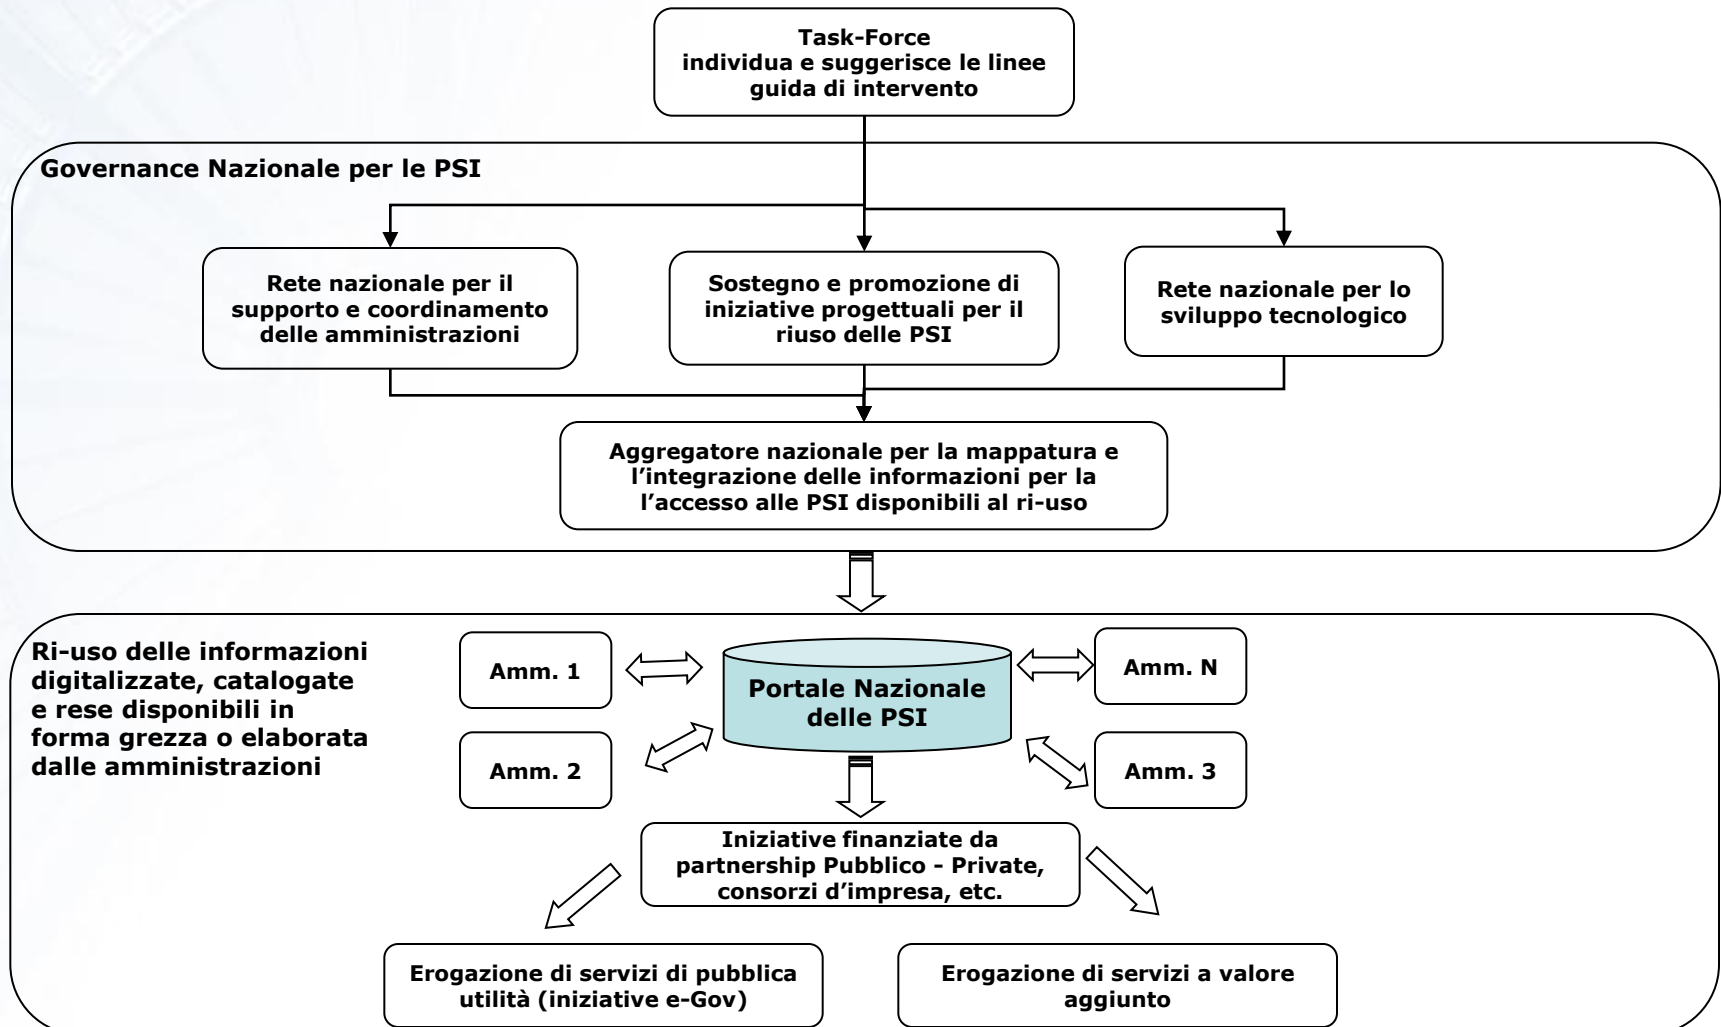 Task-Force
individua e suggerisce le linee
guida di intervento
Governance Nazionale per le PSI
Rete nazionale per il
supporto e coordinamento
delle amministrazioni
Sostegno e promozione di
iniziative progettuali per il
riuso delle PSI
Rete nazionale per lo
sviluppo tecnologico
Aggregatore nazionale per la mappatura e
l’integrazione delle informazioni per la
l’accesso alle PSI disponibili al ri-uso
Ri-uso delle informazioni
digitalizzate, catalogate
e rese disponibili in
forma grezza o elaborata
dalle amministrazioni
Amm. 1
Amm. 2
Portale Nazionale
delle PSI
Amm. N
Amm. 3
Iniziative finanziate da
partnership Pubblico - Private,
consorzi d’impresa, etc.
Erogazione di servizi di pubblica
utilità (iniziative e-Gov)
Erogazione di servizi a valore
aggiunto